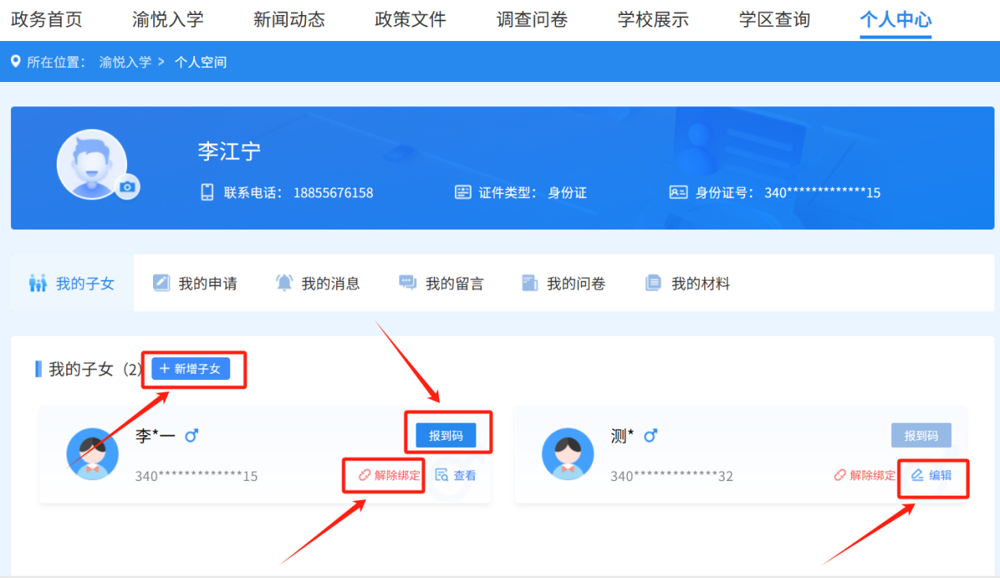 政务首页 渝悦入学 新闻动态 政策文件 调查问卷 学校展示 学区查询 个人中心
所在位置： 渝悦入学 > 个人空间
李江宁
联系电话： 18855676158 证件类型： 身份证 身份证号： 340*************15
我的子女 我的申请 我的消息 我的留言 我的问卷 我的材料
我的子女（2） + 新增子女
李*一 报到码 测* 报到码
340*************15 解除绑定 查看 340*************32 解除绑定 编辑